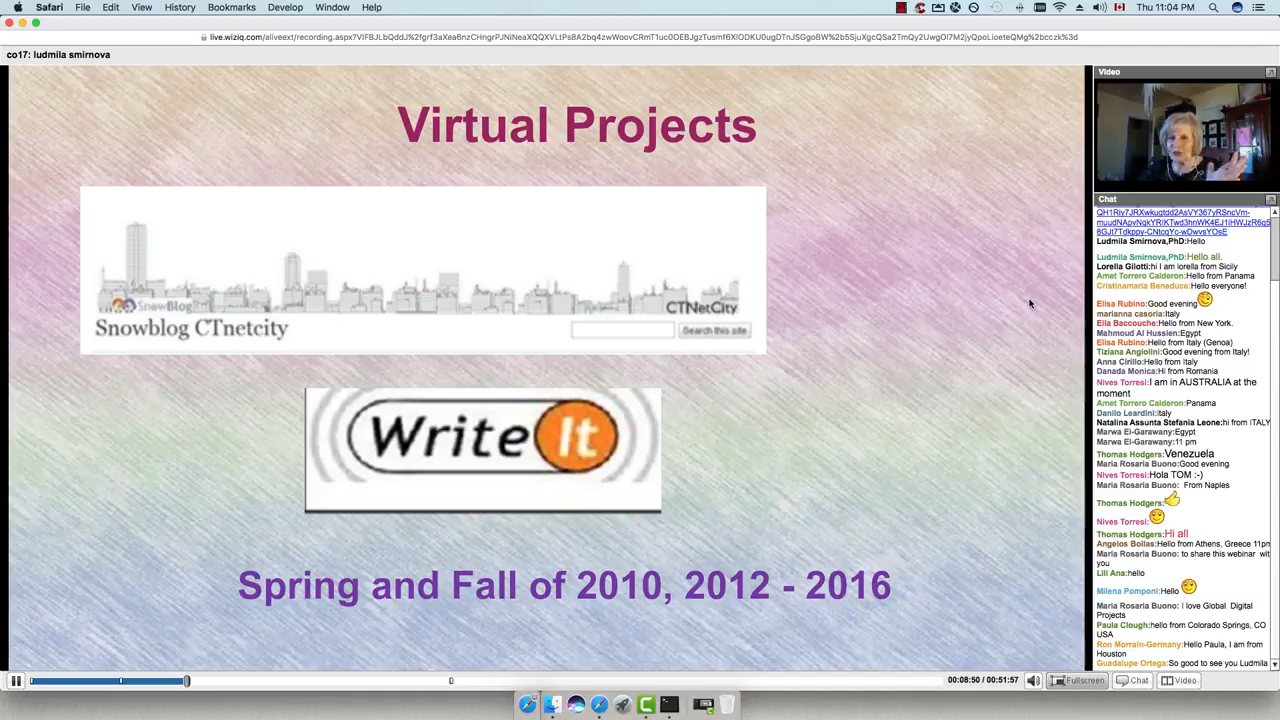 Safari File Edit View History Bookmarks Develop Window Help Thu 11:04 PM
co17: ludmila smirnova
Virtual Projects
SnewBlog
CTNetCity
Snowblog CTnetcity
Search this site
Write It
Spring and Fall of 2010, 2012 - 2016
Video
Chat
Ludmila Smirnova,PhD:Hello
Ludmila Smirnova,PhD:Hello all.
Lorella Gilotti:hi I am lorella from Sicily
Amet Torrero Calderon:Hello from Panama
Cristinamaria Beneduce:Hello everyone!
Elisa Rubino:Good evening
marianna casoria:Italy
Ella Baccouche:Hello from New York.
Mahmoud Al Hussien:Egypt
Elisa Rubino:Hello from Italy (Genoa)
Tiziana Angiolini:Good evening from Italy!
Anna Cirillo:Hello from Italy
Danada Monica:Hi from Romania
Nives Torresi:I am in AUSTRALIA at the
moment
Amet Torrero Calderon:Panama
Danilo Leardini:italy
Natalina Assunta Stefania Leone:hi from ITALY
Marwa El-Garawany:Egypt
Marwa El-Garawany:11 pm
Thomas Hodgers:Venezuela
Maria Rosaria Buono:Good evening
Nives Torresi:Hola TOM :-)
Maria Rosaria Buono: From Naples
Thomas Hodgers:
Nives Torresi:
Thomas Hodgers:Hi all
Angelos Bollas:Hello from Athens, Greece 11pm
Maria Rosaria Buono: to share this webinar wit
you
Lili Ana:hello
Milena Pomponi:Hello
Maria Rosaria Buono: I love Global Digital
Projects
Paula Clough:hello from Colorado Springs, CO
USA
Ron Morrain-Germany:Hello Paula, I am from
Houston
Guadalupe Ortega:So good to see you Ludmila
00:08:50 / 00:51:57 Fullscreen Chat Video